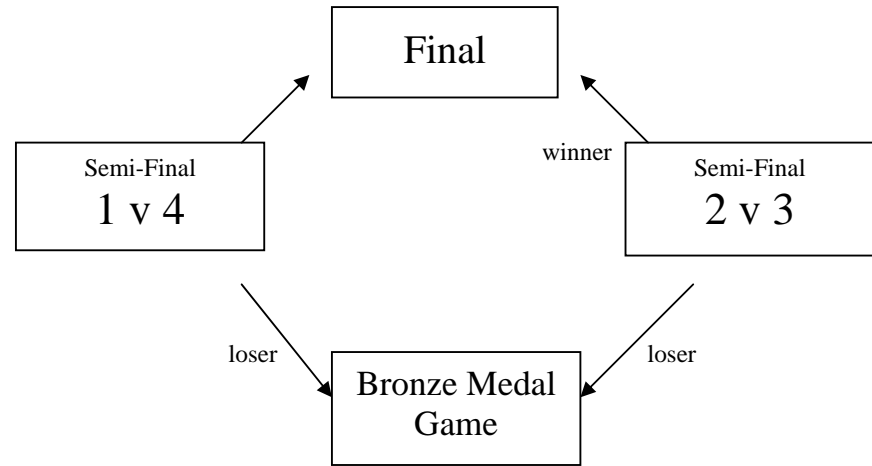 Final
winner
Semi-Final
1 v 4
Semi-Final
2 v 3
loser
loser
Bronze Medal
Game